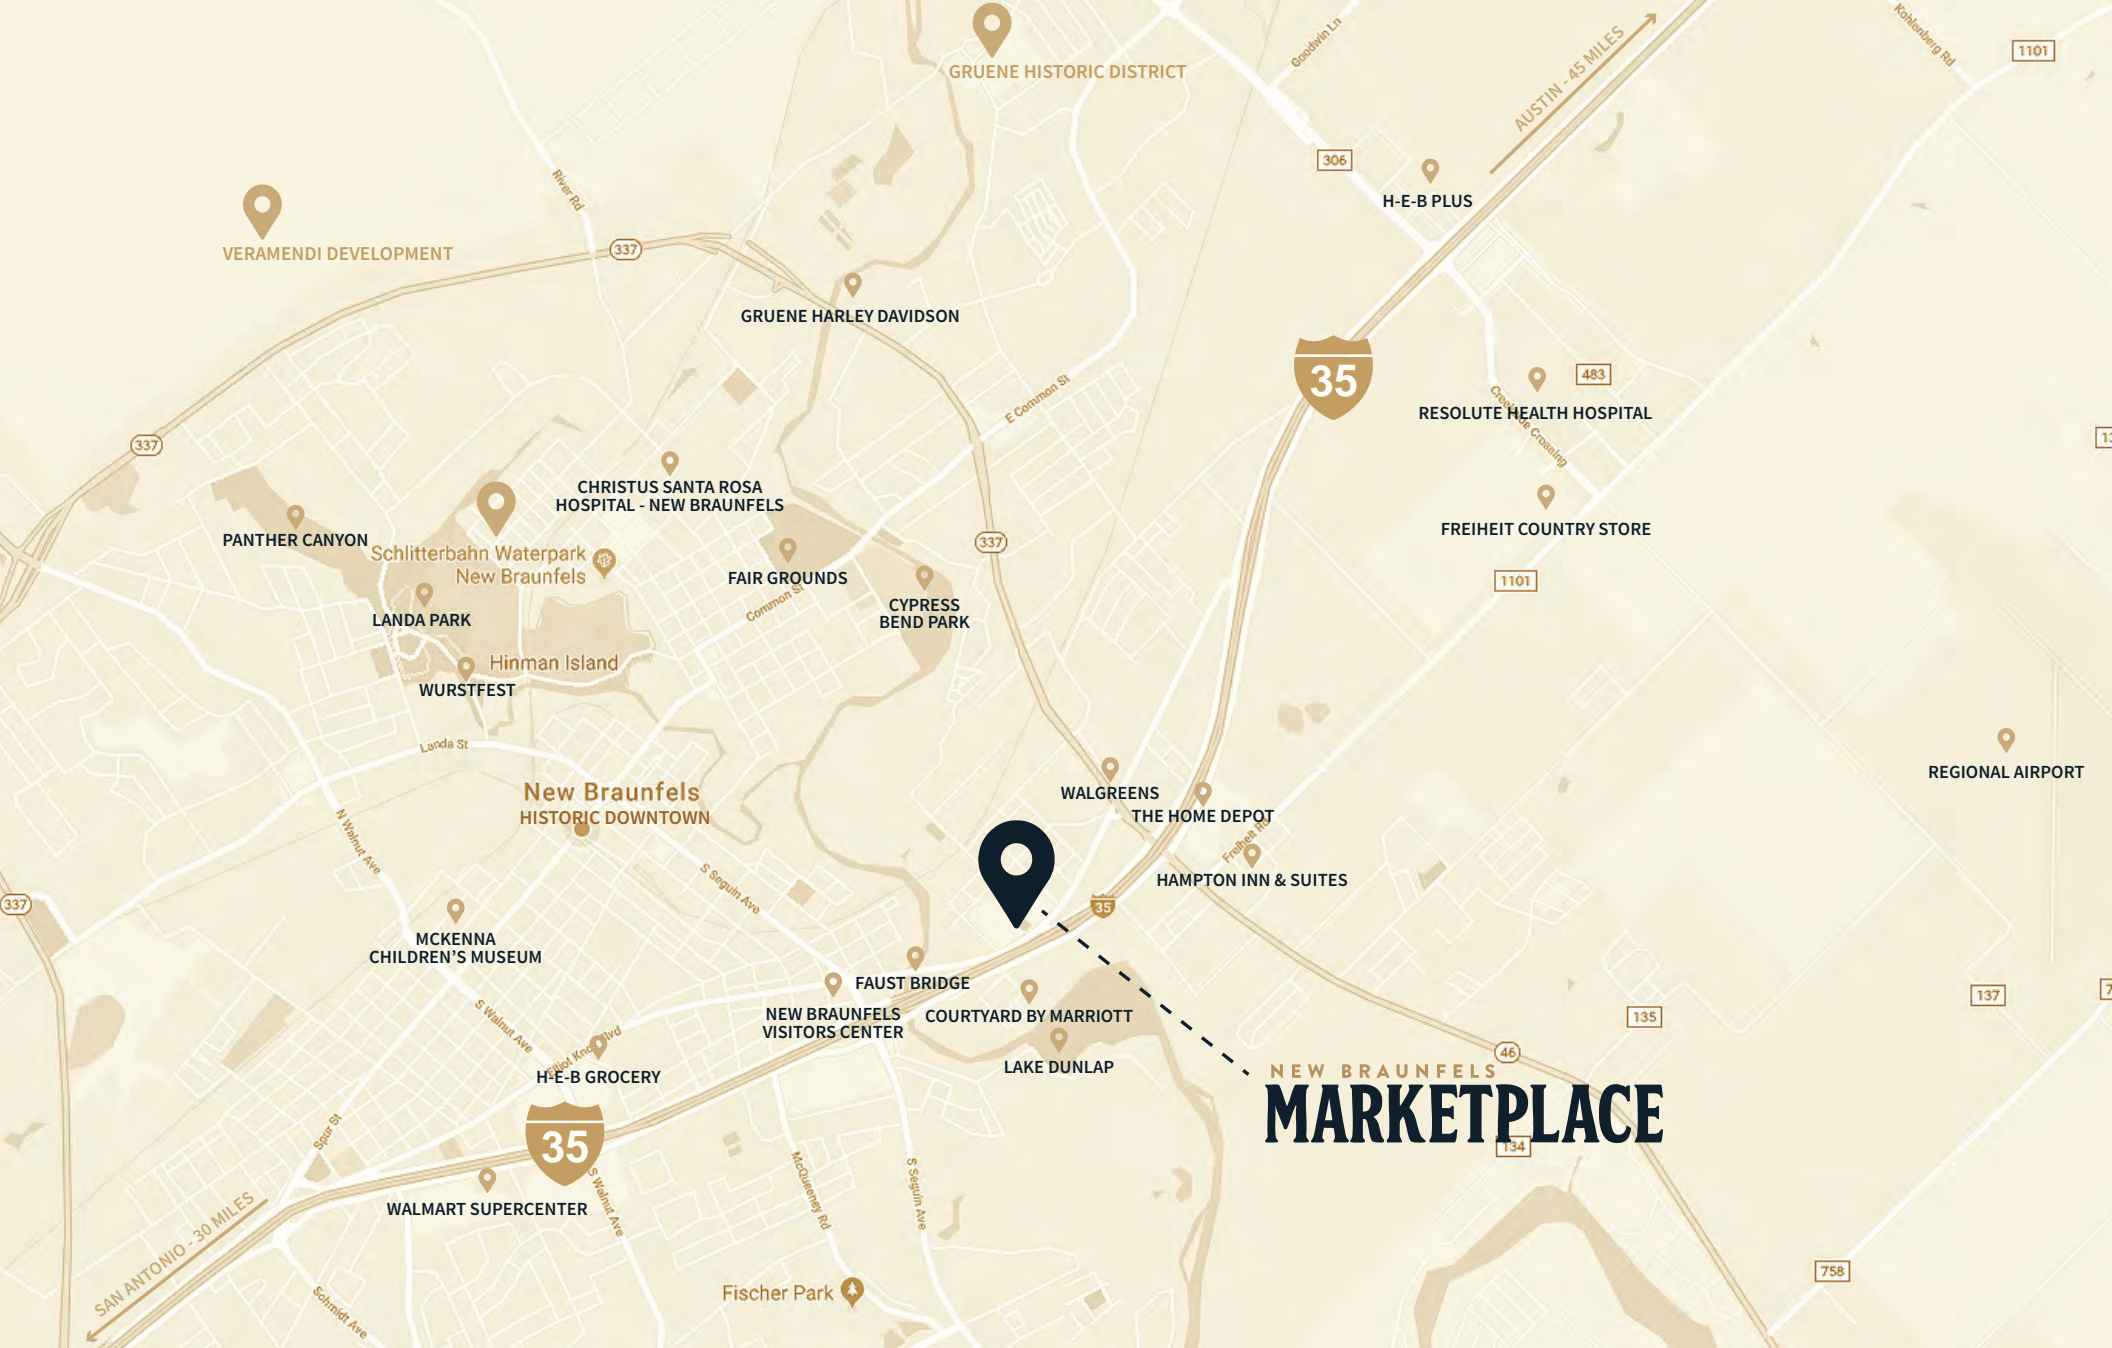 GRUENE HISTORIC DISTRICT
Goodwin Ln
AUSTIN - 45 MILES
Kohlenberg Rd
1101
306
H-E-B PLUS
River Rd
VERAMENDI DEVELOPMENT
337
GRUENE HARLEY DAVIDSON
35
483
E Common St
RESOLUTE HEALTH HOSPITAL
Creekside Crossing
337
CHRISTUS SANTA ROSA
HOSPITAL - NEW BRAUNFELS
PANTHER CANYON
Schlitterbahn Waterpark
New Braunfels
337
FREIHEIT COUNTRY STORE
1101
FAIR GROUNDS
Common St
CYPRESS
BEND PARK
LANDA PARK
Hinman Island
WURSTFEST
Landa St
REGIONAL AIRPORT
WALGREENS
THE HOME DEPOT
New Braunfels
HISTORIC DOWNTOWN
N Walnut Ave
Freiheit Rd
HAMPTON INN & SUITES
S Seguin Ave
337
35
MCKENNA
CHILDREN'S MUSEUM
FAUST BRIDGE
NEW BRAUNFELS
VISITORS CENTER
COURTYARD BY MARRIOTT
137
135
S Walnut Ave
46
LAKE DUNLAP
H-E-B GROCERY
NEW BRAUNFELS
MARKETPLACE
134
35
Spur St
S Walnut Ave
McQueeney Rd
S Seguin Ave
WALMART SUPERCENTER
SAN ANTONIO - 30 MILES
Schmidt Ave
Fischer Park
758